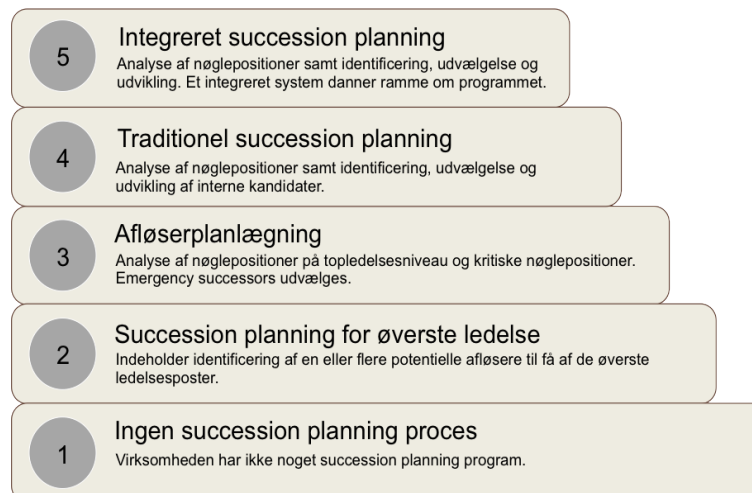 5
Integreret succession planning
Analyse af nøglepositioner samt identificering, udvælgelse og
udvikling. Et integreret system danner ramme om programmet.
4
Traditionel succession planning
Analyse af nøglepositioner samt identificering, udvælgelse og
udvikling af interne kandidater.
3
Afløserplanlægning
Analyse af nøglepositioner på topledelsesniveau og kritiske nøglepositioner.
Emergency successors udvælges.
2
Succession planning for øverste ledelse
Indeholder identificering af en eller flere potentielle afløsere til få af de øverste
ledelsesposter.
1
Ingen succession planning proces
Virksomheden har ikke noget succession planning program.